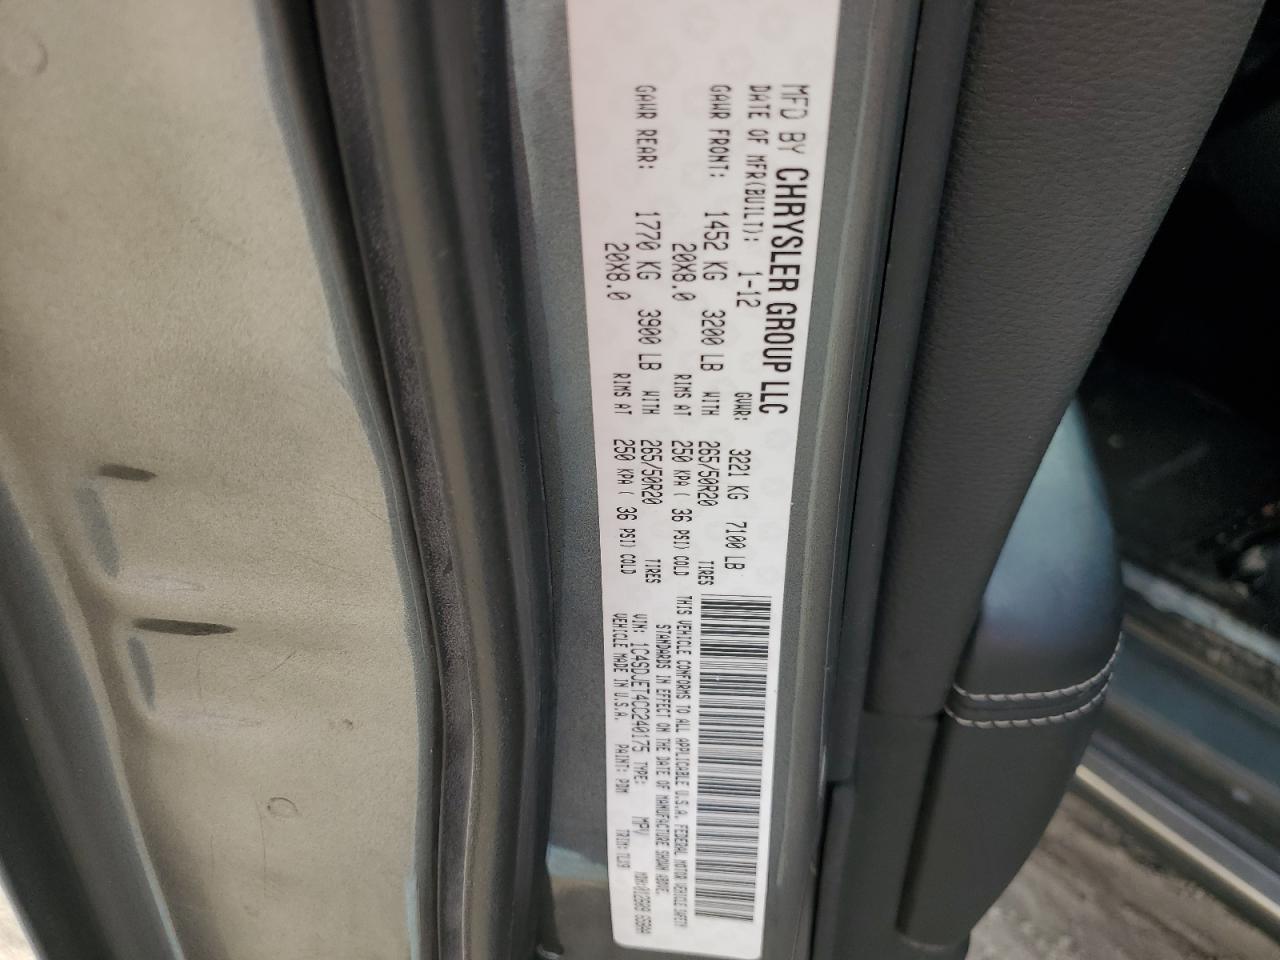 MFD BY CHRYSLER GROUP LLC
DATE OF MFR(BUILT): 1-12 GVWR: 3221 KG 7100 LB
GAWR FRONT: 1452 KG 3200 LB WITH 265/50R20 TIRES
20X8.0 RIMS AT 250 KPA( 36 PSI) COLD
GAWR REAR: 1770 KG 3900 LB WITH 265/50R20 TIRES
20X8.0 RIMS AT 250 KPA( 36 PSI) COLD
THIS VEHICLE CONFORMS TO ALL APPLICABLE U.S.A. FEDERAL MOTOR VEHICLE SAFETY
STANDARDS IN EFFECT ON THE DATE OF MANUFACTURE SHOWN ABOVE.
VIN: 1C4SDJET4CC240175 TYPE: MPV
VEHICLE MADE IN U.S.A. PAINT: PDM TRIM: